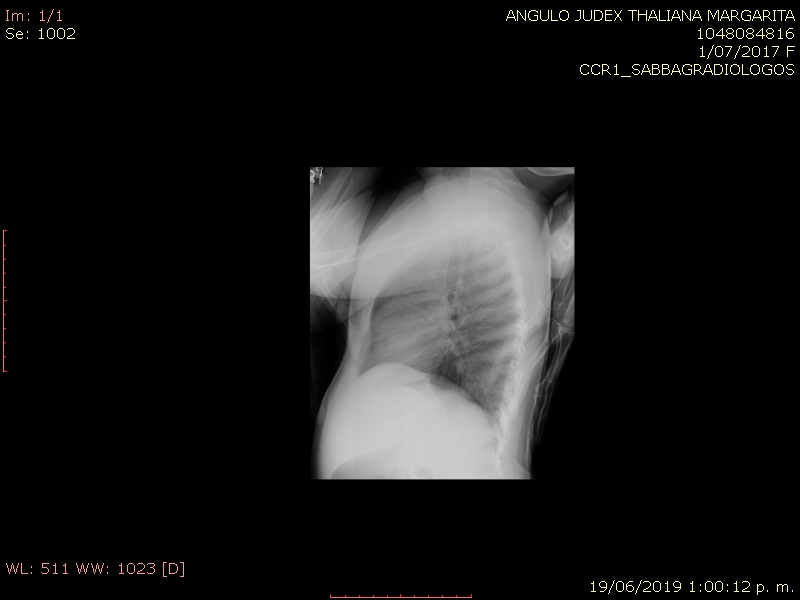 Im: 1/1
Se: 1002
ANGULO JUDEX THALIANA MARGARITA
1048084816
1/07/2017 F
CCR1_SABBAGRADIOLOGOS
WL: 511 WW: 1023 [D]
19/06/2019 1:00:12 p. m.